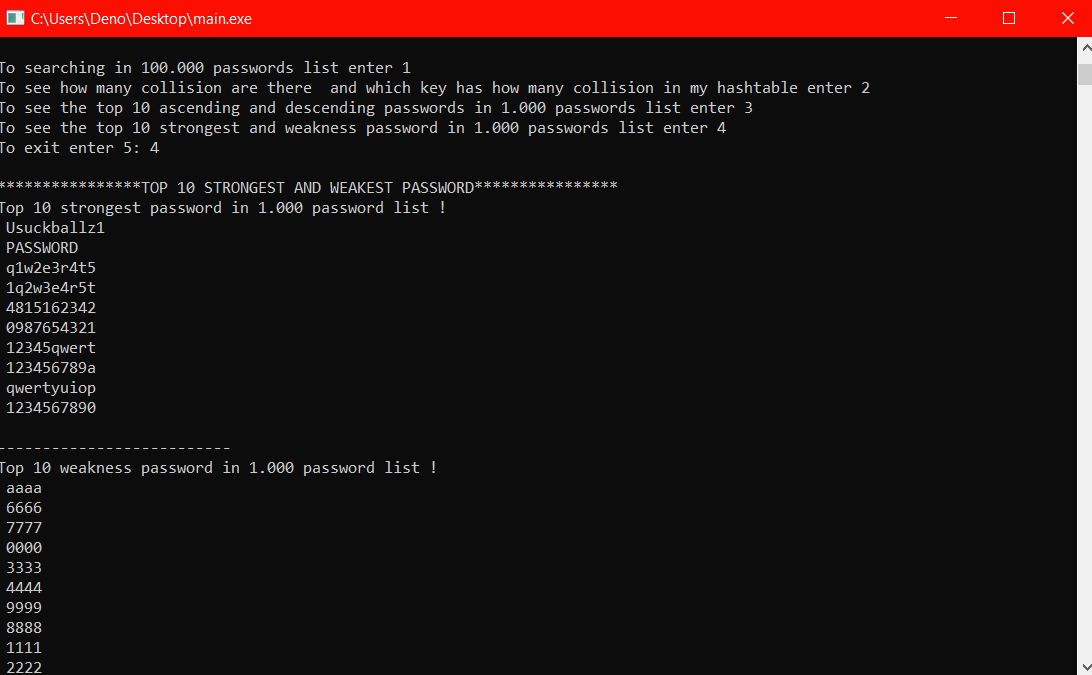 C:\Users\Deno\Desktop\main.exe
To searching in 100.000 passwords list enter 1
To see how many collision are there  and which key has how many collision in my hashtable enter 2
To see the top 10 ascending and descending passwords in 1.000 passwords list enter 3
To see the top 10 strongest and weakness password in 1.000 passwords list enter 4
To exit enter 5: 4
****************TOP 10 STRONGEST AND WEAKEST PASSWORD****************
Top 10 strongest password in 1.000 password list !
Usuckballz1
PASSWORD
q1w2e3r4t5
1q2w3e4r5t
4815162342
0987654321
12345qwert
123456789a
qwertyuiop
1234567890
--------------------------
Top 10 weakness password in 1.000 password list !
aaaa
6666
7777
0000
3333
4444
9999
8888
1111
2222